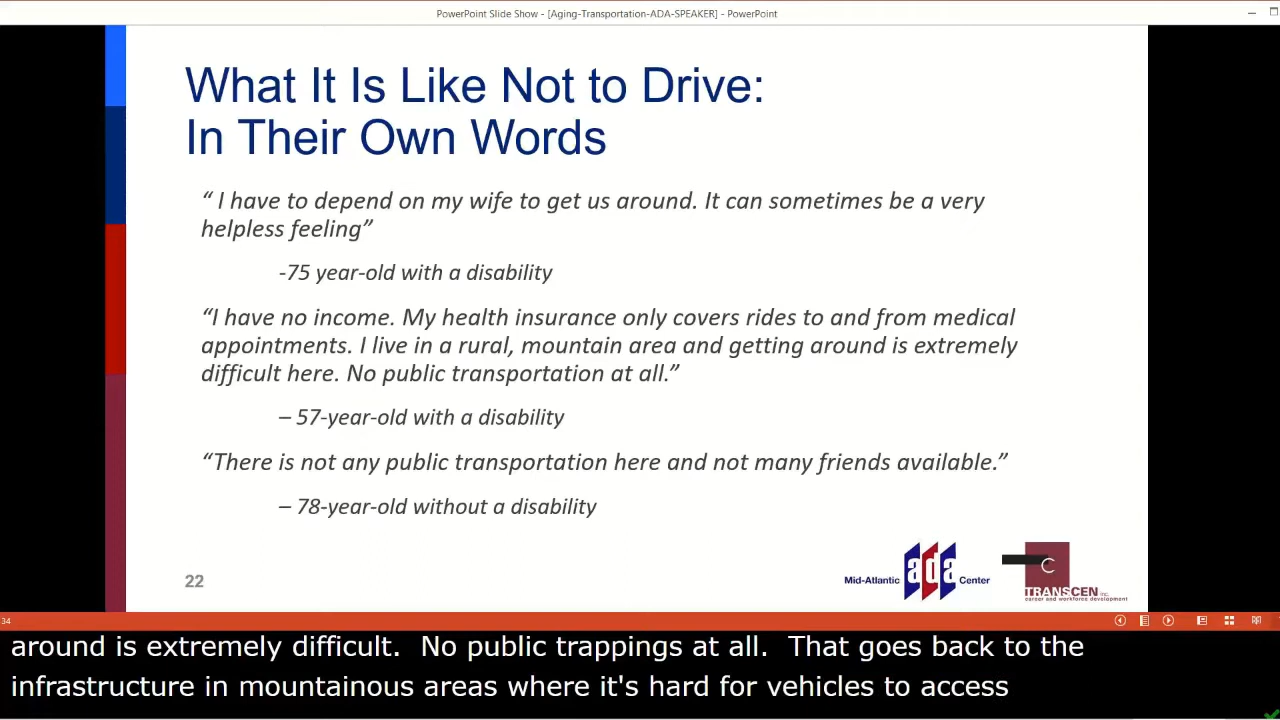 PowerPoint Slide Show - [Aging-Transportation-ADA-SPEAKER] - PowerPoint
What It Is Like Not to Drive:
In Their Own Words
“ I have to depend on my wife to get us around. It can sometimes be a very
helpless feeling”
-75 year-old with a disability
“I have no income. My health insurance only covers rides to and from medical
appointments. I live in a rural, mountain area and getting around is extremely
difficult here. No public transportation at all.”
– 57-year-old with a disability
“There is not any public transportation here and not many friends available.”
– 78-year-old without a disability
22
Mid-Atlantic ada Center
C
TRANSCEN inc.
career and workforce development
34
around is extremely difficult. No public trappings at all. That goes back to the
infrastructure in mountainous areas where it's hard for vehicles to access